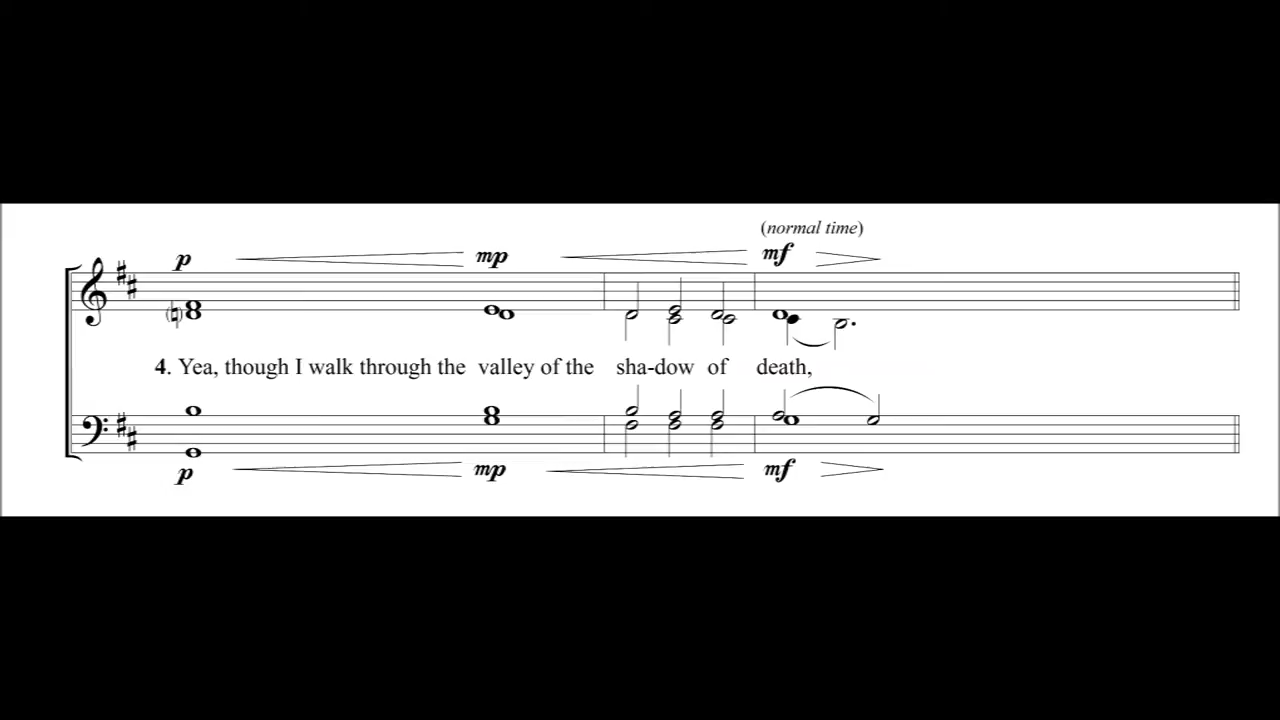 (normal time)
p mp mf
4. Yea, though I walk through the valley of the sha-dow of death,
p mp mf